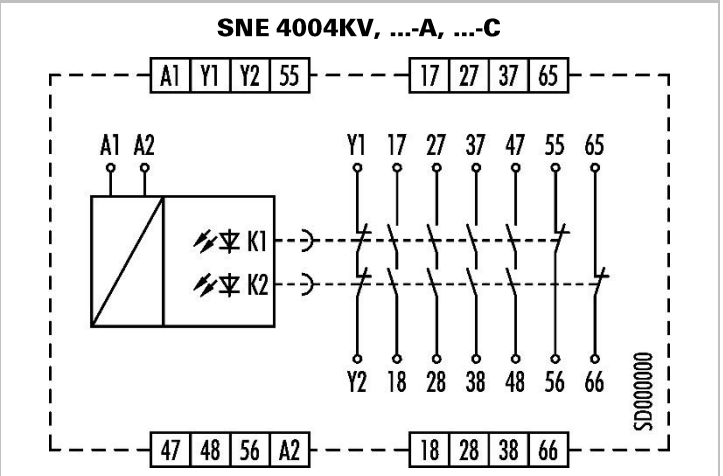 SNE 4004KV, ...-A, ...-C
A1 Y1 Y2 55 17 27 37 65
A1 A2 Y1 17 27 37 47 55 65
K1
K2
Y2 18 28 38 48 56 66
SD000000
47 48 56 A2 18 28 38 66